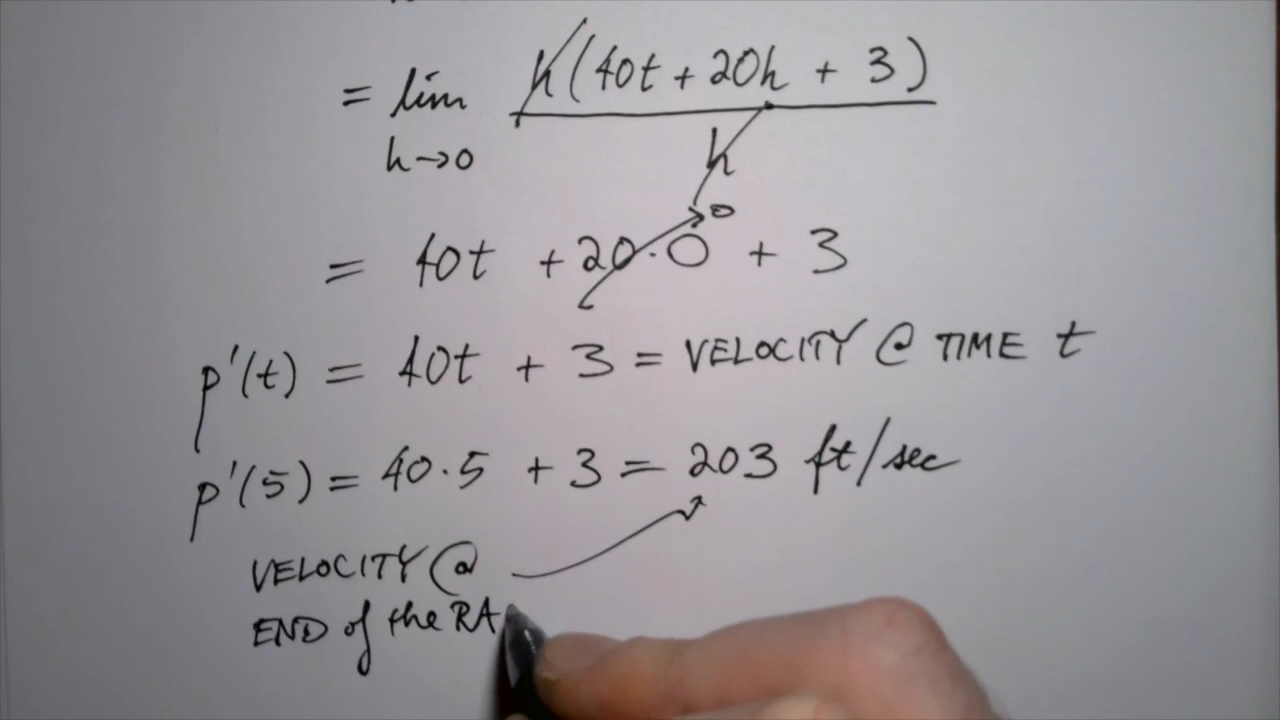 = lim h(40t + 20h + 3)
h→0 h
= 40t + 20·0 + 3
0
p'(t) = 40t + 3 = VELOCITY @ TIME t
p'(5) = 40·5 + 3 = 203 ft/sec
VELOCITY @
END of the RA